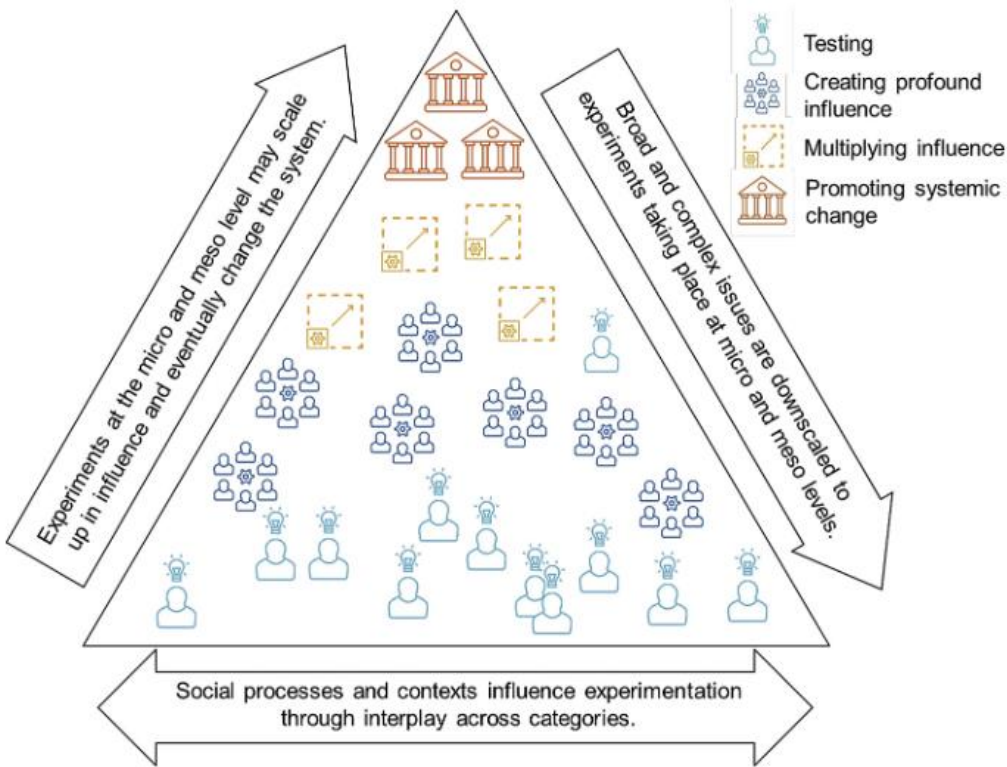 Experiments at the micro and meso level may scale
up in influence and eventually change the system.
Broad and complex issues are downscaled to
experiments taking place at micro and meso levels.
Testing
Creating profound
influence
Multiplying influence
Promoting systemic
change
Social processes and contexts influence experimentation
through interplay across categories.